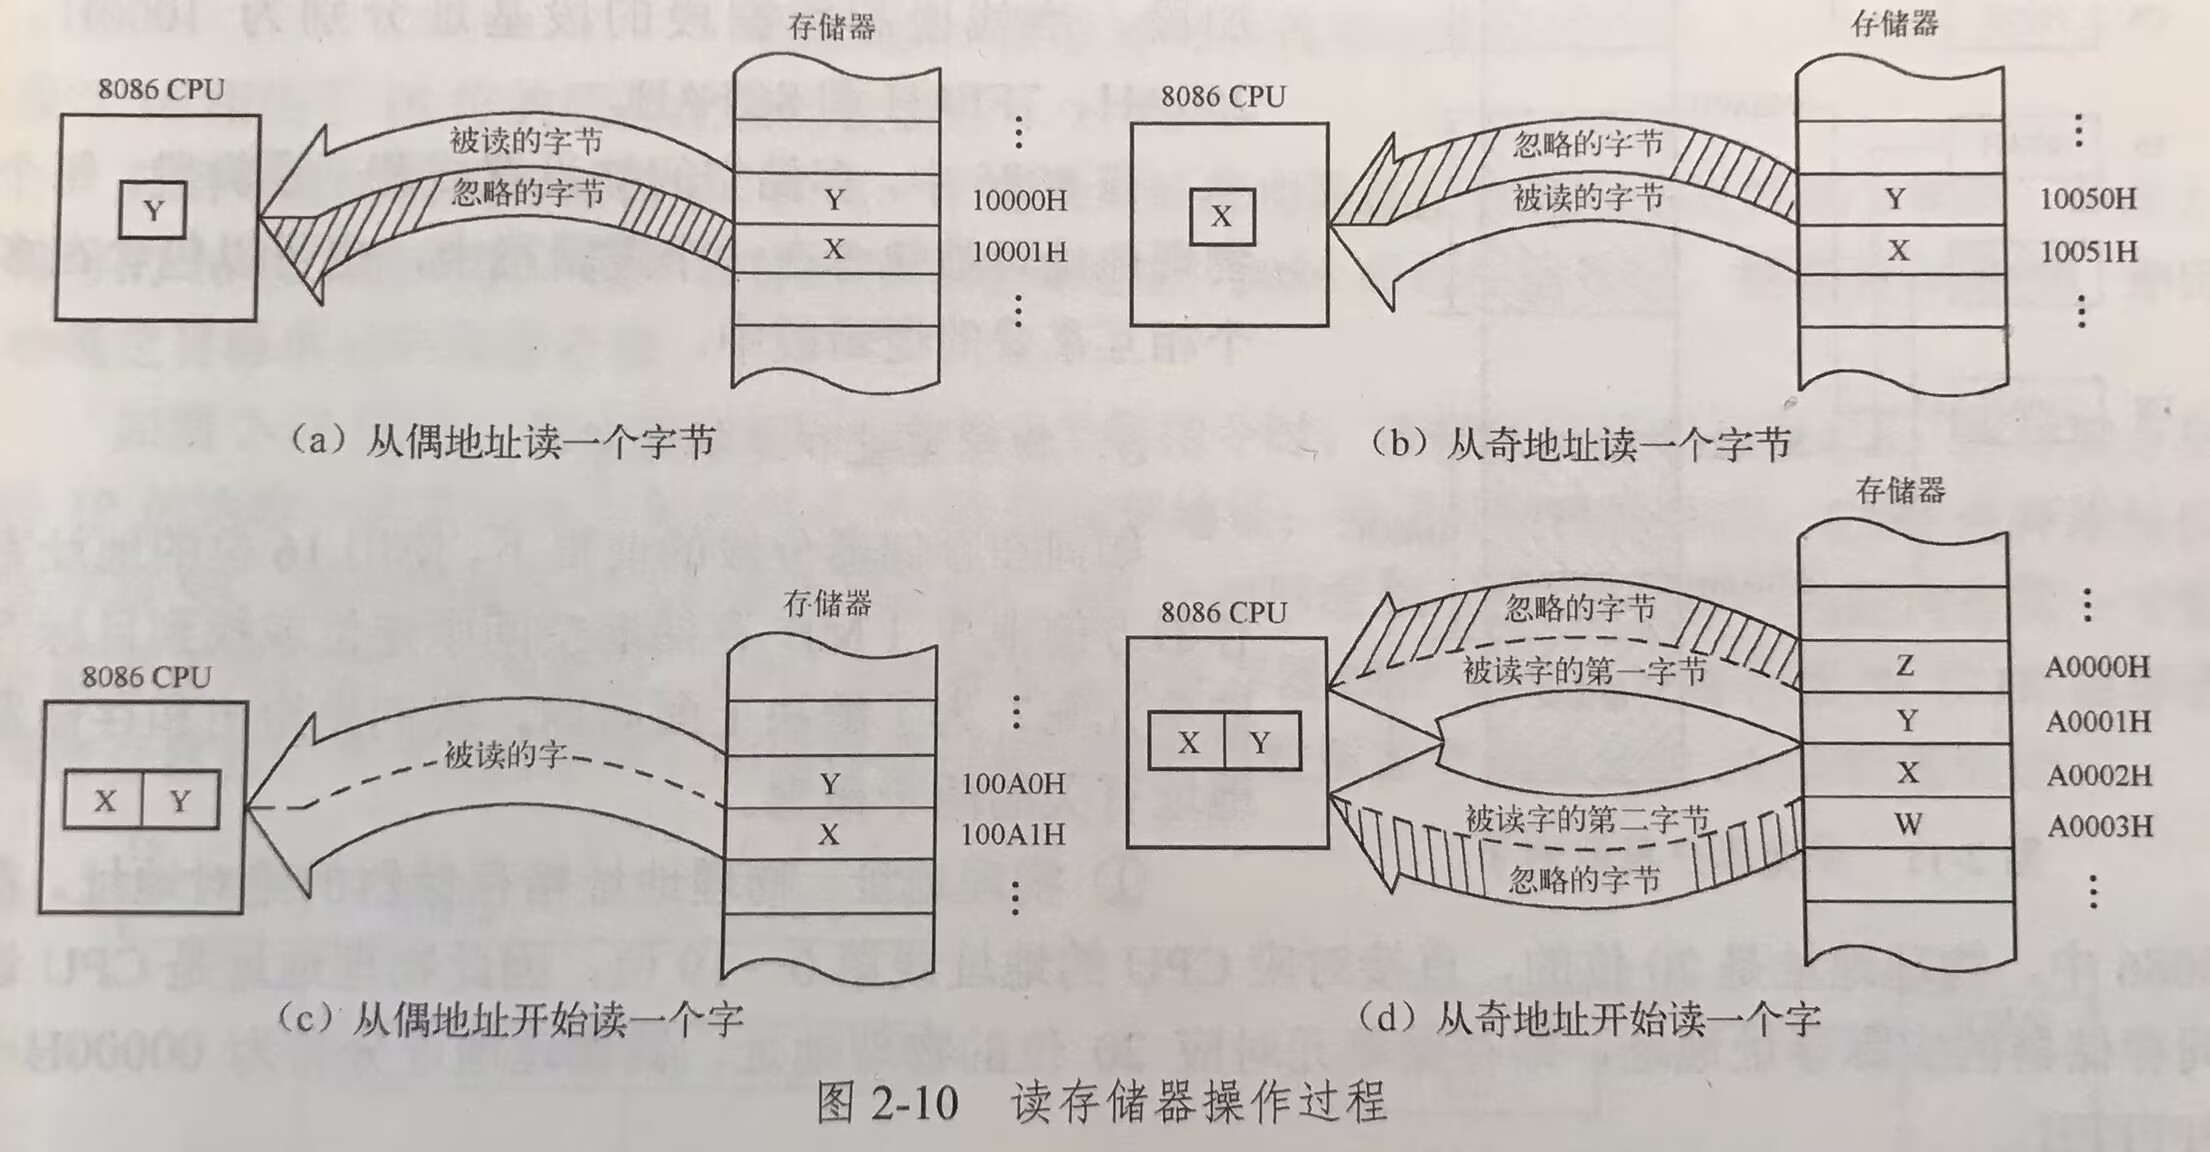 存储器
8086 CPU
被读的字节
忽略的字节
Y
Y
X
10000H
10001H
⋮
⋮
（a）从偶地址读一个字节
存储器
8086 CPU
忽略的字节
被读的字节
X
Y
X
10050H
10051H
⋮
⋮
（b）从奇地址读一个字节
存储器
8086 CPU
被读的字
X Y
Y
X
100A0H
100A1H
⋮
⋮
（c）从偶地址开始读一个字
存储器
8086 CPU
忽略的字节
被读字的第一字节
X Y
被读字的第二字节
忽略的字节
Z
Y
X
W
A0000H
A0001H
A0002H
A0003H
⋮
⋮
（d）从奇地址开始读一个字
图 2-10 读存储器操作过程